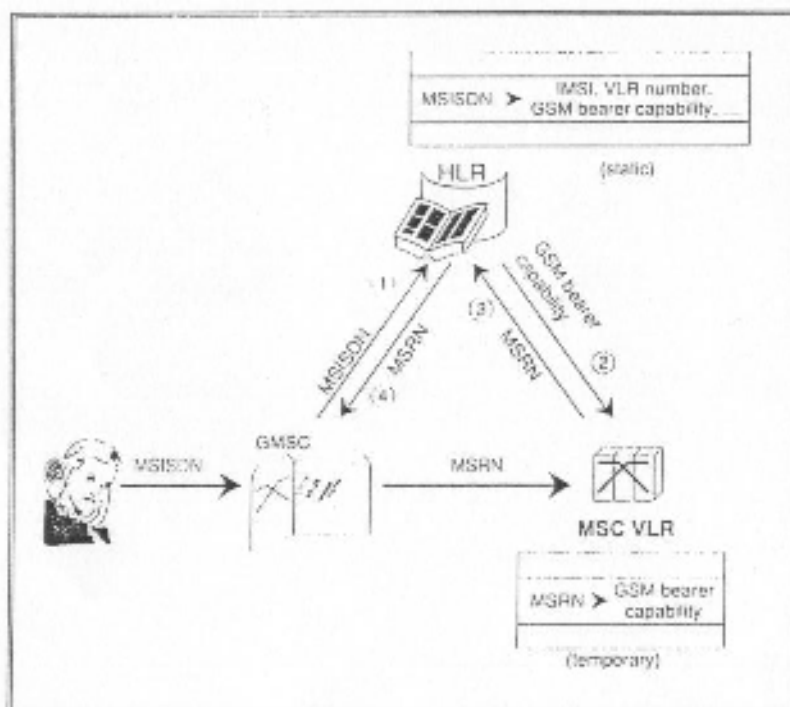 MSISDN ➤ IMSI, VLR number,
GSM bearer capability, ...
(static)
HLR
(1)
MSISDN
MSRN
(4)
(3)
MSRN
GSM bearer
capability
(2)
GMSC
MSISDN
MSRN
MSC VLR
MSRN ➤ GSM bearer
capability
(temporary)